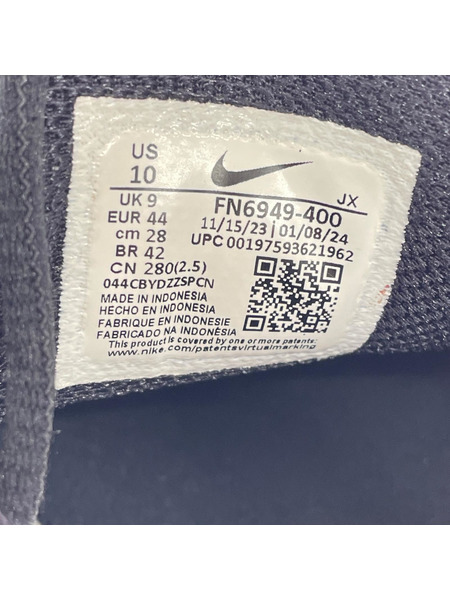 US
10
JX
UK 9
FN6949-400
EUR 44
11/15/23 | 01/08/24
cm 28
UPC 00197593621962
BR 42
CN 280(2.5)
044CBYDZZSPCN
MADE IN INDONESIA
HECHO EN INDONESIA
FABRIQUE EN INDONESIE
FABRICADO NA INDONÉSIA
This product is covered by one or more patents:
www.nike.com/patentsvirtualmarking